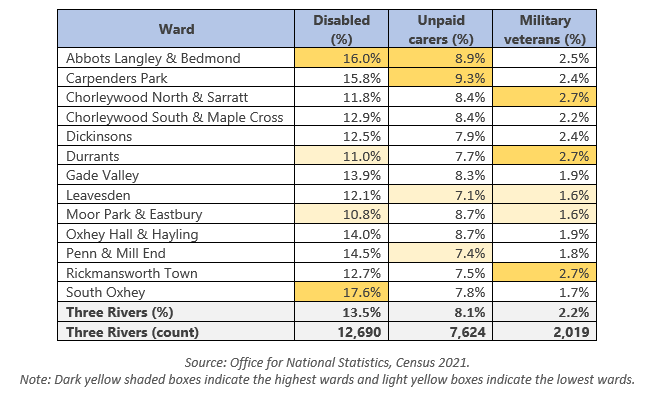 Ward Disabled (%) Unpaid carers (%) Military veterans (%)
Abbots Langley & Bedmond 16.0% 8.9% 2.5%
Carpenders Park 15.8% 9.3% 2.4%
Chorleywood North & Sarratt 11.8% 8.4% 2.7%
Chorleywood South & Maple Cross 12.9% 8.4% 2.2%
Dickinsons 12.5% 7.9% 2.4%
Durrants 11.0% 7.7% 2.7%
Gade Valley 13.9% 8.3% 1.9%
Leavesden 12.1% 7.1% 1.6%
Moor Park & Eastbury 10.8% 8.7% 1.6%
Oxhey Hall & Hayling 14.0% 8.7% 1.9%
Penn & Mill End 14.5% 7.4% 1.8%
Rickmansworth Town 12.7% 7.5% 2.7%
South Oxhey 17.6% 7.8% 1.7%
Three Rivers (%) 13.5% 8.1% 2.2%
Three Rivers (count) 12,690 7,624 2,019
Source: Office for National Statistics, Census 2021.
Note: Dark yellow shaded boxes indicate the highest wards and light yellow boxes indicate the lowest wards.